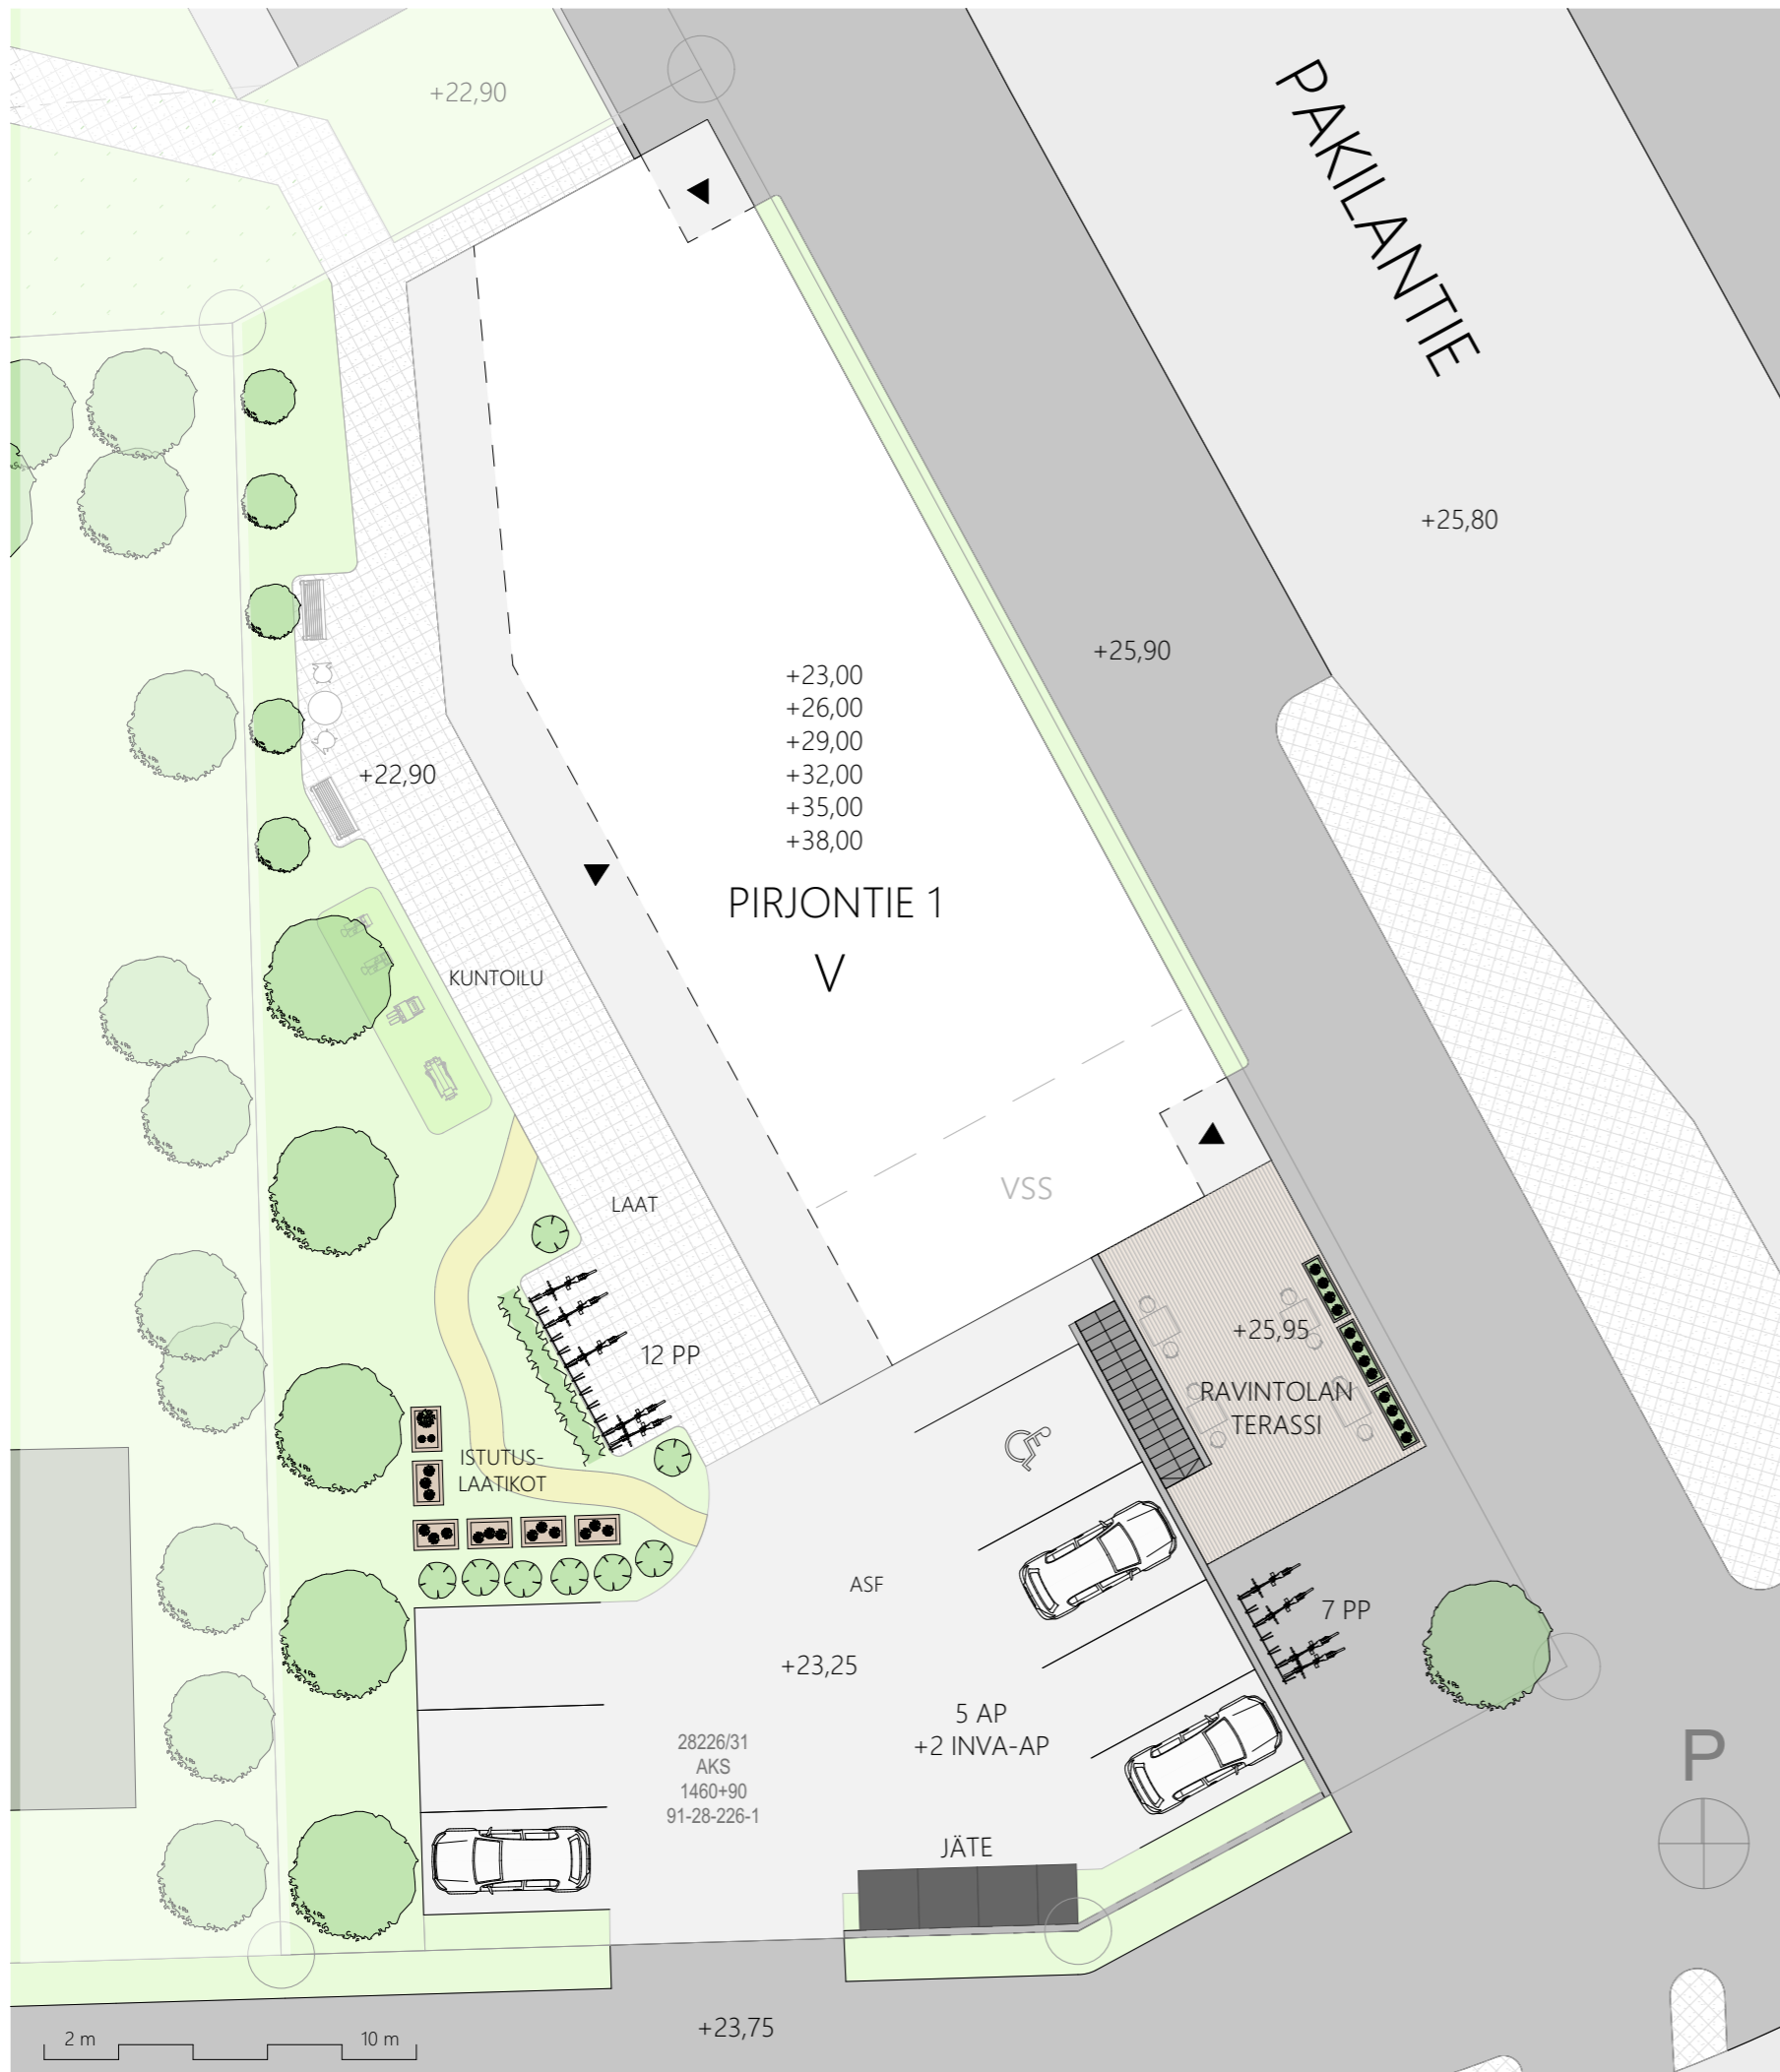 +22,90
PAKILANTIE
+25,80
+25,90
+23,00
+26,00
+29,00
+32,00
+35,00
+38,00
+22,90
PIRJONTIE 1
V
KUNTOILU
VSS
LAAT
+25,95
12 PP
RAVINTOLAN
TERASSI
ISTUTUS-
LAATIKOT
ASF
7 PP
+23,25
5 AP
+2 INVA-AP
28226/31
AKS
1460+90
91-28-226-1
P
JÄTE
+23,75
2 m
10 m